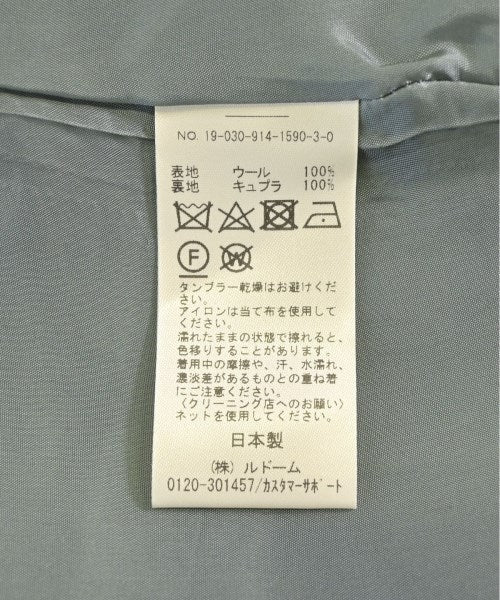 NO. 19-030-914-1590-3-0
表地 ウール 100%
裏地 キュプラ 100%
F W
タンブラー乾燥はお避けくださ
い。
アイロンは当て布を使用して
ください。
濡れたままの状態で擦れると、
色移りすることがあります。
着用中の摩擦や、汗、水濡れ、
濃淡差があるものとの重ね着
にご注意ください。
〈クリーニング店へのお願い〉
ネットを使用してください。
日本製
(株) ルドーム
0120-301457/カスタマーサポート